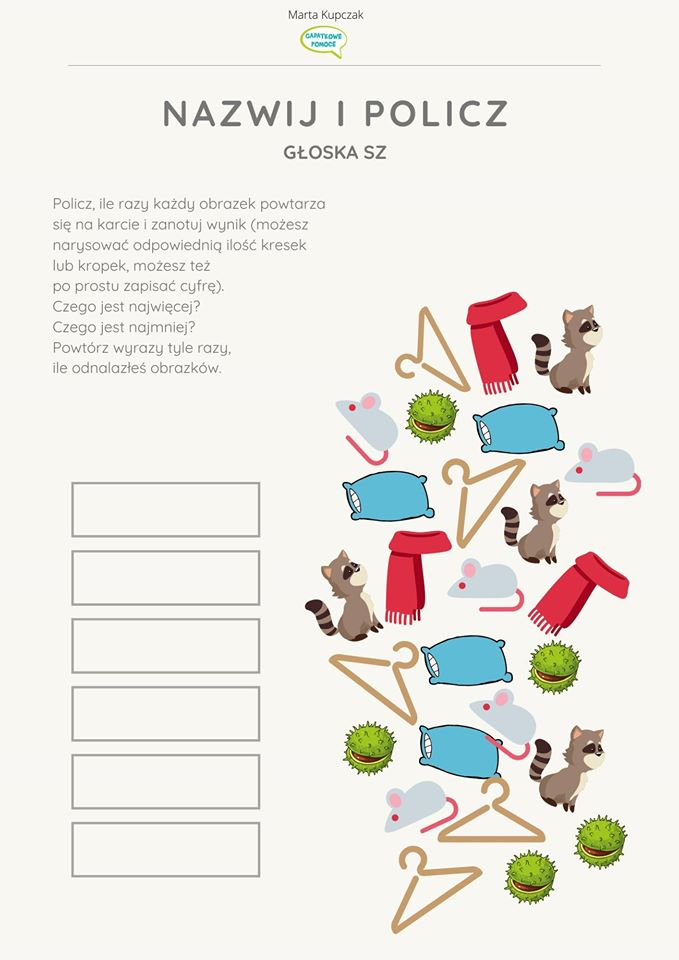 Marta Kupczak
GAPATKOWE
POMOCE
NAZWIJ I POLICZ
GŁOSKA SZ
Policz, ile razy każdy obrazek powtarza
się na karcie i zanotuj wynik (możesz
narysować odpowiednią ilość kresek
lub kropek, możesz też
po prostu zapisać cyfrę).
Czego jest najwięcej?
Czego jest najmniej?
Powtórz wyrazy tyle razy,
ile odnalazłeś obrazków.